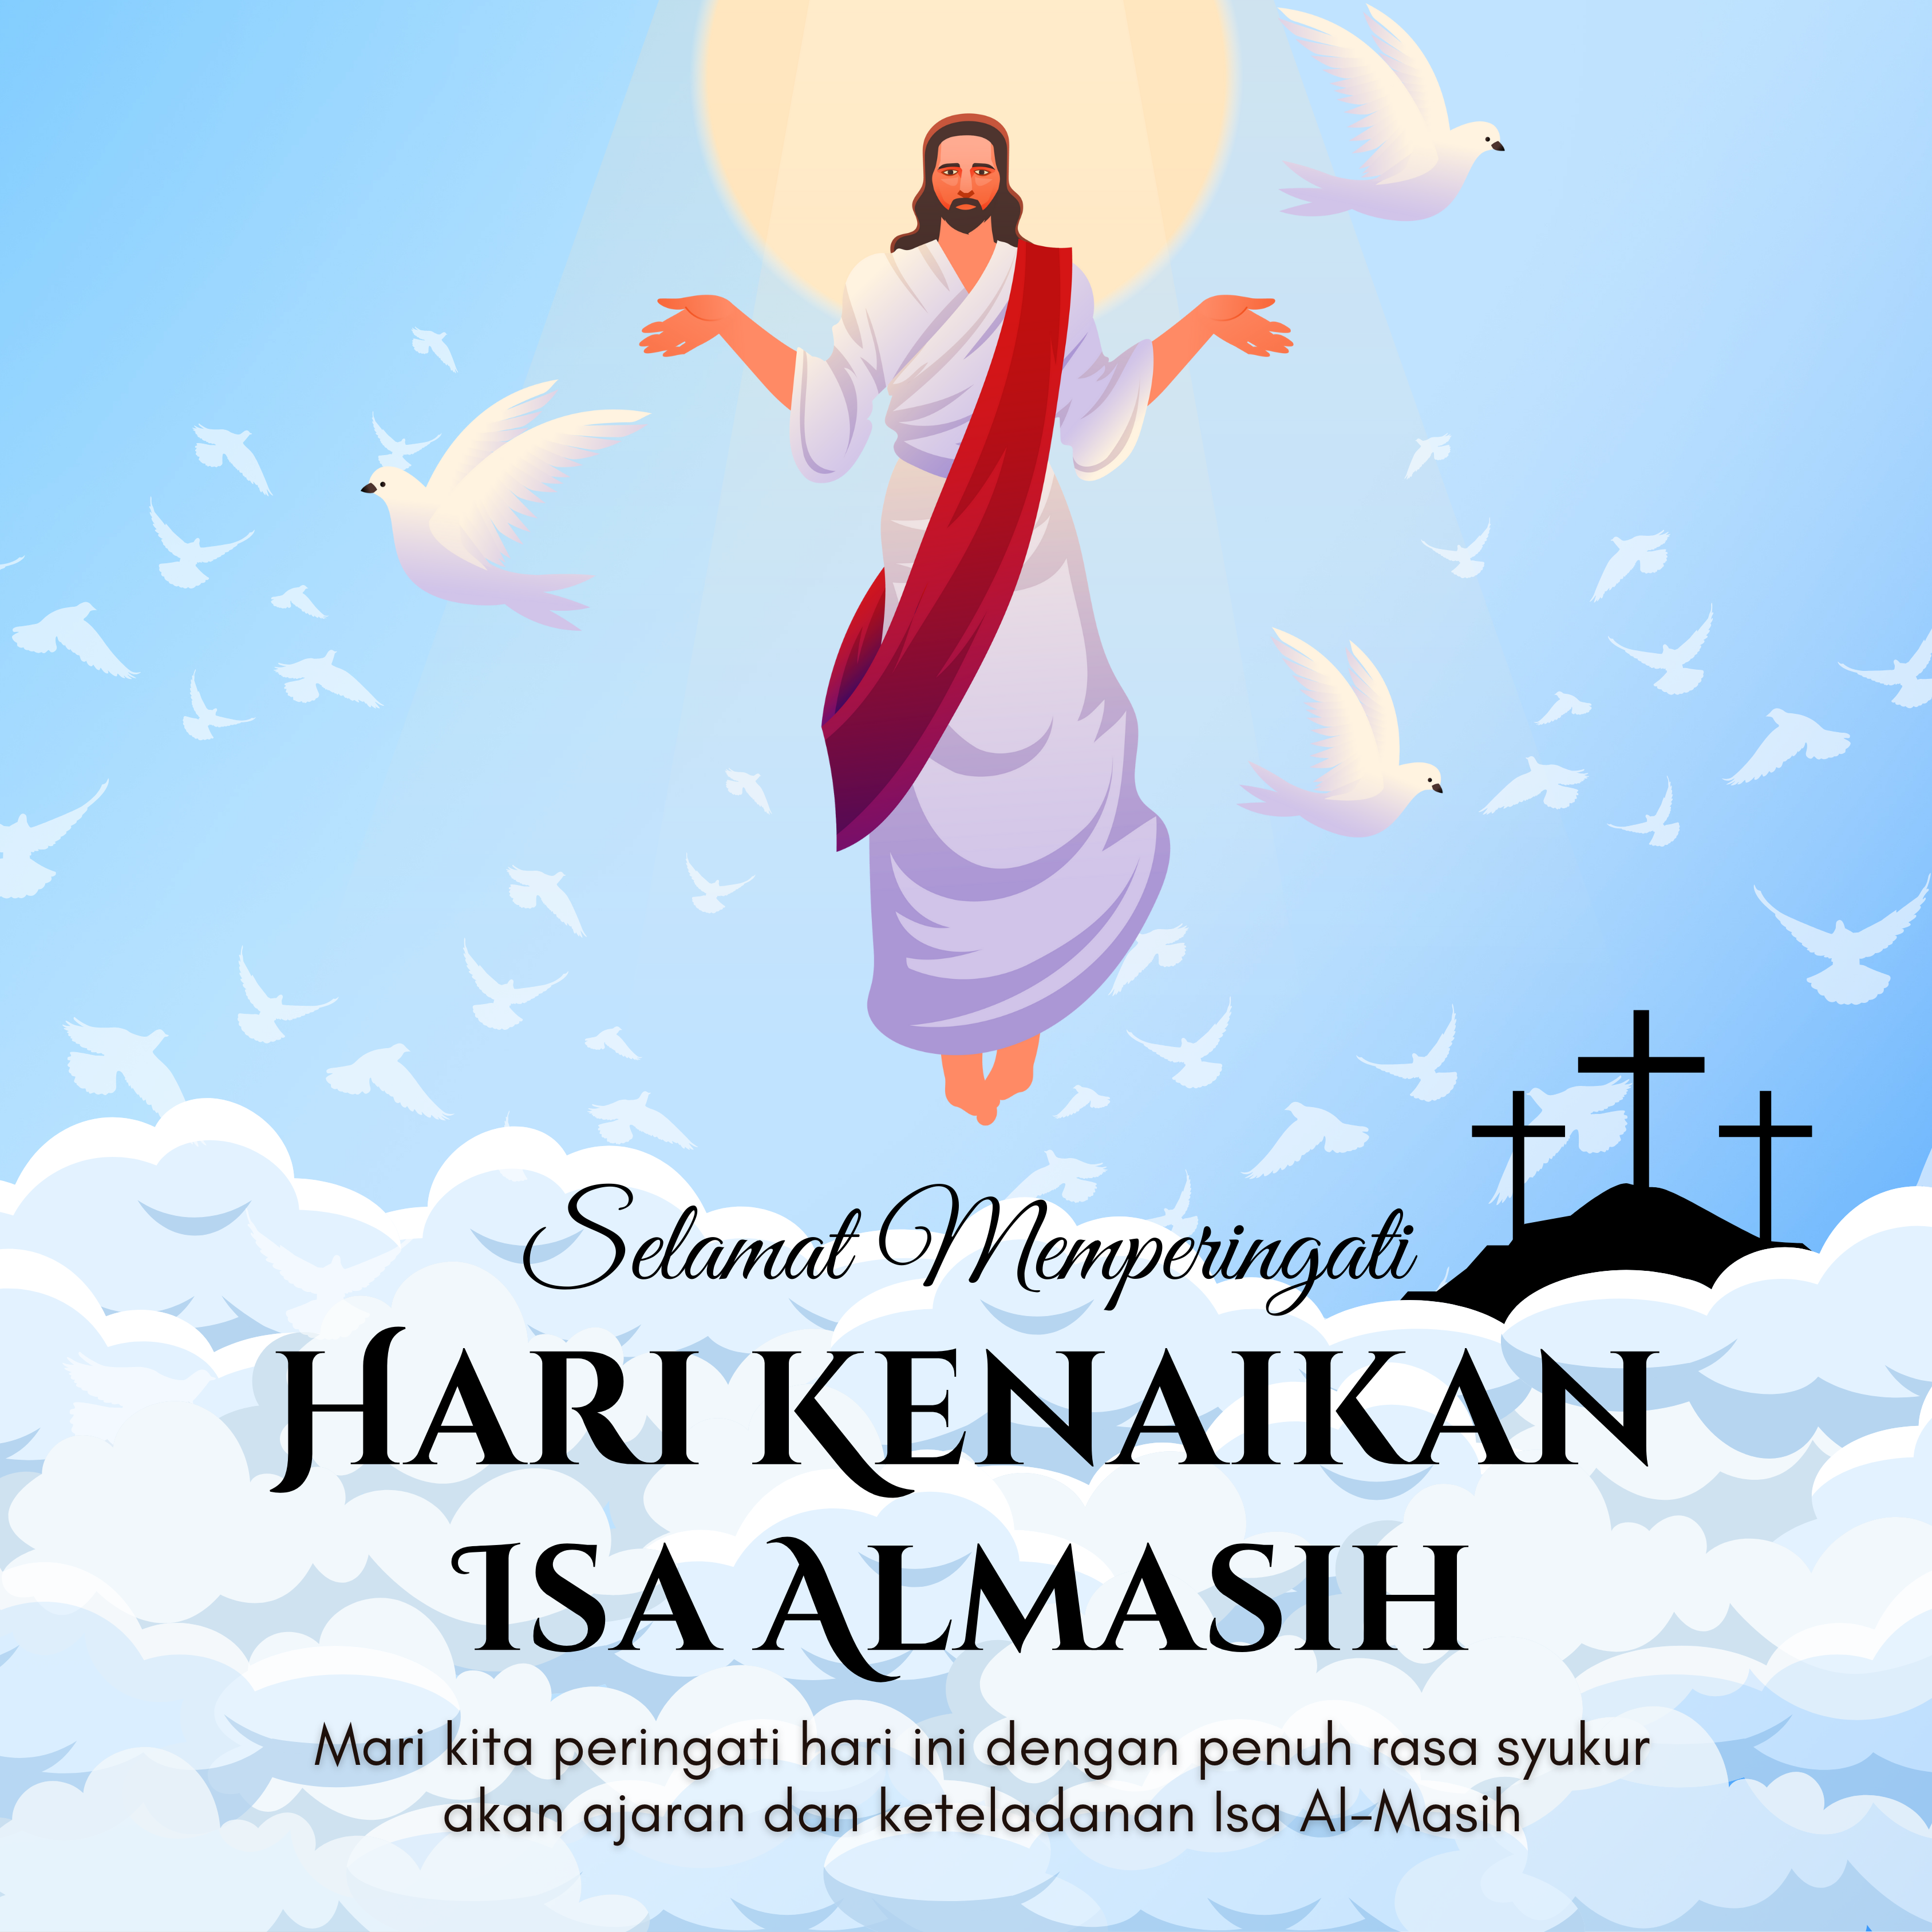 Selamat Memperingati
Hari Kenaikan
Isa Almasih
Mari kita peringati hari ini dengan penuh rasa syukur
akan ajaran dan keteladanan Isa Al-Masih